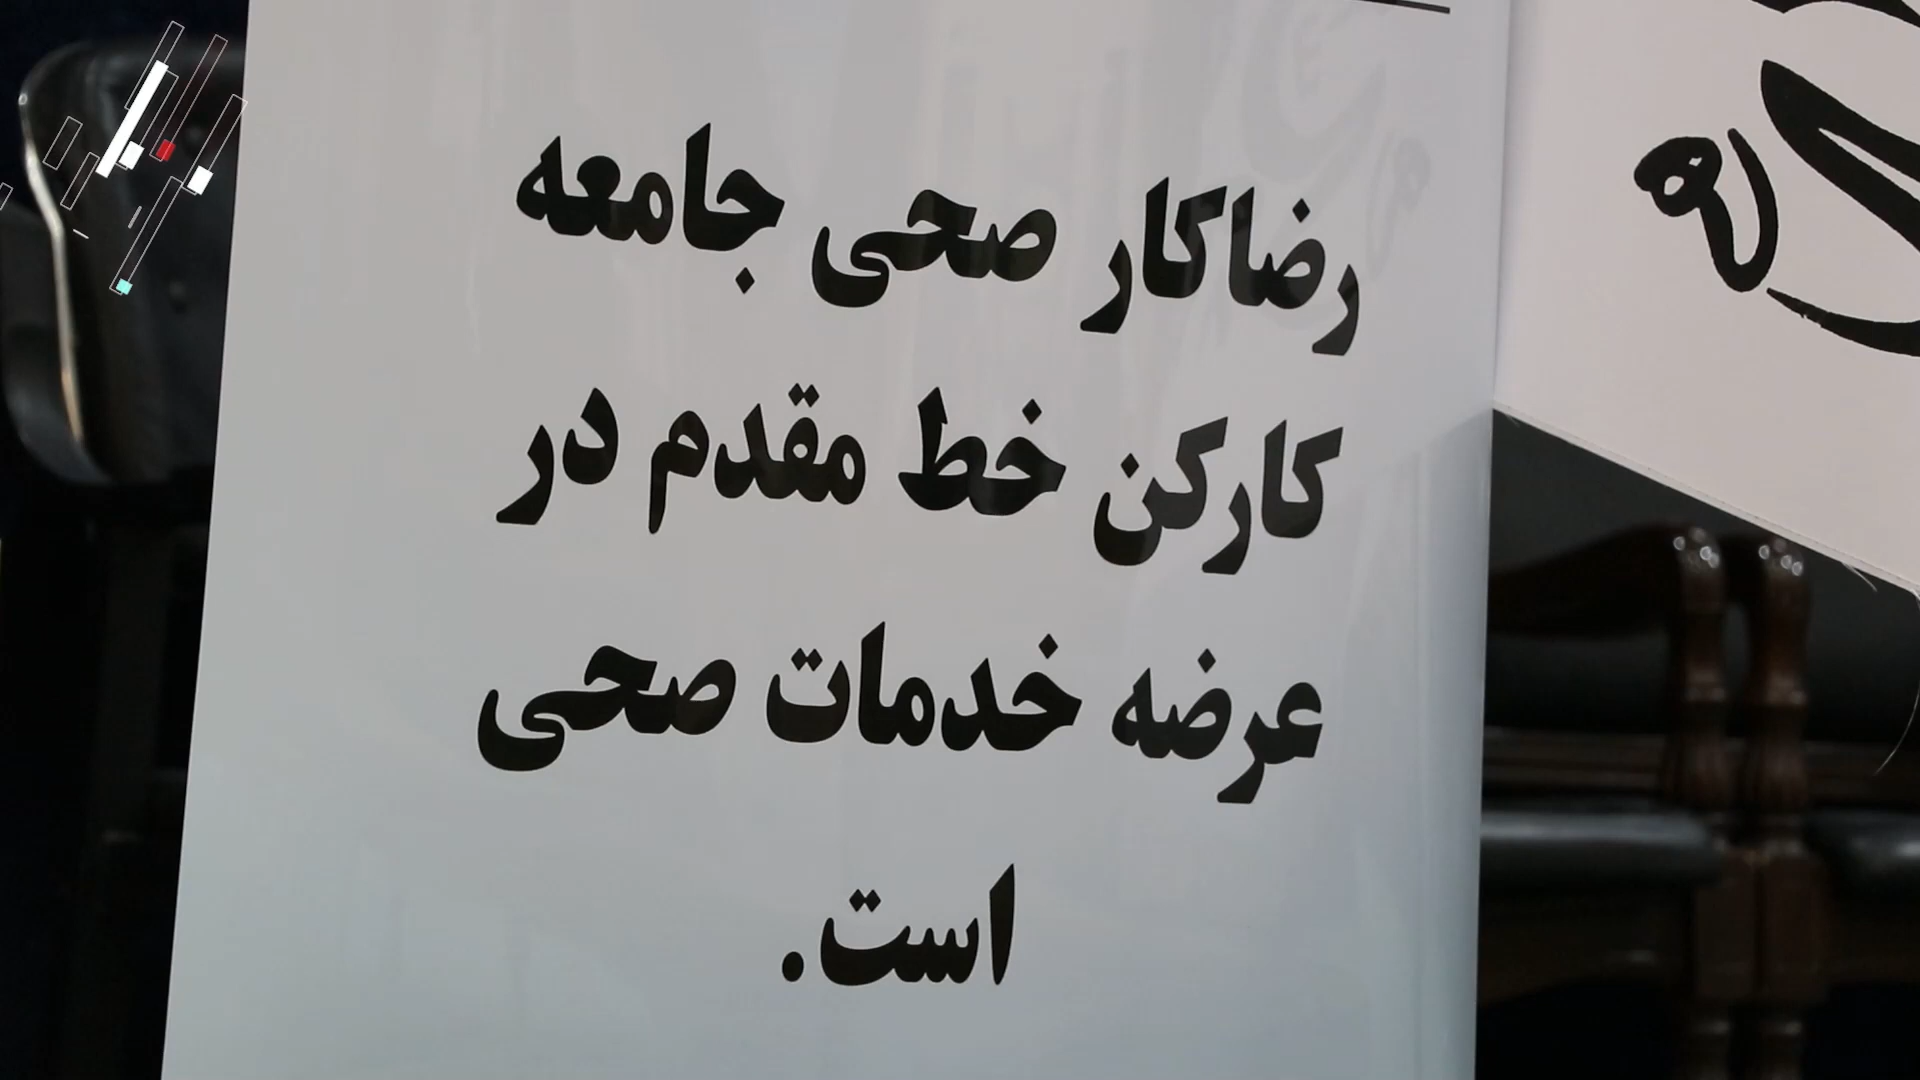 رضاکار صحی جامعه
کارکن خط مقدم در
عرضه خدمات صحی
است.